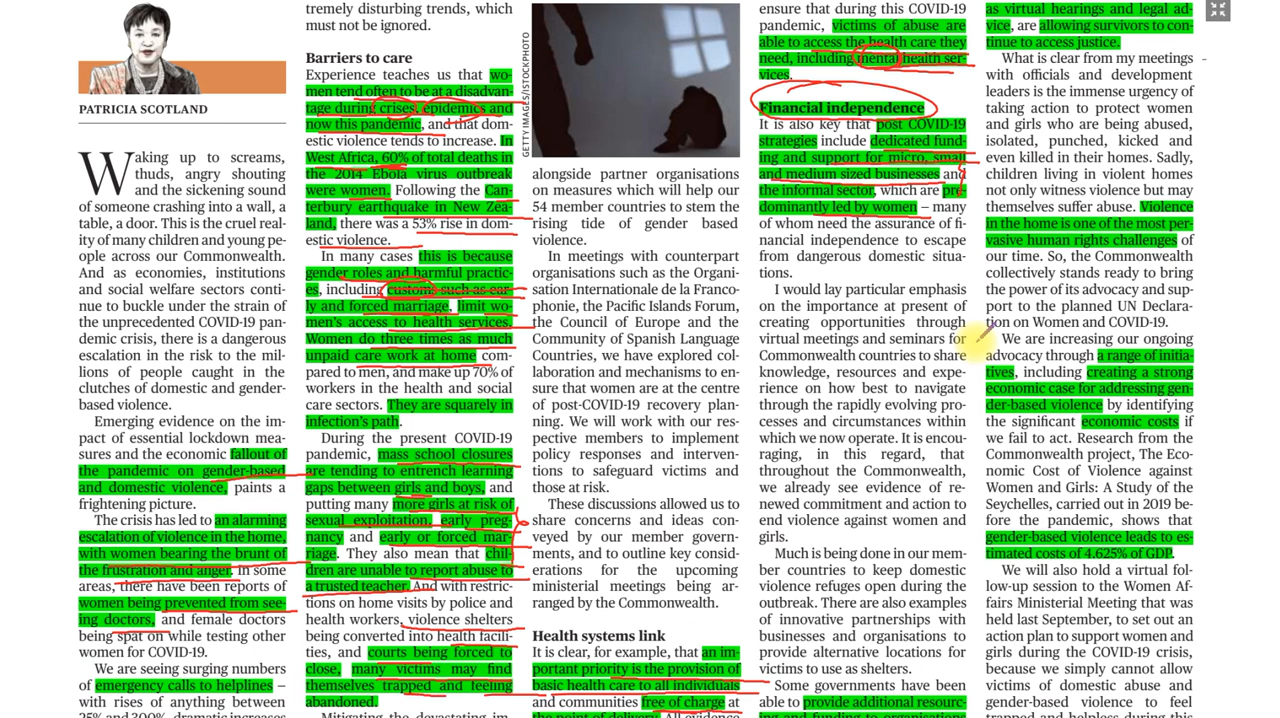 PATRICIA SCOTLAND
Waking up to screams,
thuds, angry shouting
and the sickening sound
of someone crashing into a wall, a
table, a door. This is the cruel real-
ity of many children and young pe-
ople across our Commonwealth.
And as economies, institutions
and social welfare sectors conti-
nue to buckle under the strain of
the unprecedented COVID-19 pan-
demic crisis, there is a dangerous
escalation in the risk to the mil-
lions of people caught in the
clutches of domestic and gender-
based violence.
Emerging evidence on the im-
pact of essential lockdown mea-
sures and the economic fallout of
the pandemic on gender-based
and domestic violence, paints a
frightening picture.
The crisis has led to an alarming
escalation of violence in the home,
with women bearing the brunt of
the frustration and anger. In some
areas, there have been reports of
women being prevented from see-
ing doctors, and female doctors
being spat on while testing other
women for COVID-19.
We are seeing surging numbers
of emergency calls to helplines –
with rises of anything between
25% and 300%, dramatic increases
tremely disturbing trends, which
must not be ignored.
Barriers to care
Experience teaches us that wo-
men tend often to be at a disadvan-
tage during crises, epidemics and
now this pandemic, and that dom-
estic violence tends to increase. In
West Africa, 60% of total deaths in
the 2014 Ebola virus outbreak
were women. Following the Can-
terbury earthquake in New Zea-
land, there was a 53% rise in dom-
estic violence.
In many cases this is because
gender roles and harmful practic-
es, including customs such as ear-
ly and forced marriage, limit wo-
men's access to health services.
Women do three times as much
unpaid care work at home com-
pared to men, and make up 70% of
workers in the health and social
care sectors. They are squarely in
infection's path.
During the present COVID-19
pandemic, mass school closures
are tending to entrench learning
gaps between girls and boys, and
putting many more girls at risk of
sexual exploitation, early preg-
nancy and early or forced mar-
riage. They also mean that chil-
dren are unable to report abuse to
a trusted teacher. And with restric-
tions on home visits by police and
health workers, violence shelters
being converted into health facili-
ties, and courts being forced to
close, many victims may find
themselves trapped and feeling
abandoned.
Mitigating the devastating im-
GETTY IMAGES/ISTOCKPHOTO
alongside partner organisations
on measures which will help our
54 member countries to stem the
rising tide of gender based
violence.
In meetings with counterpart
organisations such as the Organi-
sation Internationale de la Franco-
phonie, the Pacific Islands Forum,
the Council of Europe and the
Community of Spanish Language
Countries, we have explored col-
laboration and mechanisms to en-
sure that women are at the centre
of post-COVID-19 recovery plan-
ning. We will work with our res-
pective members to implement
policy responses and interven-
tions to safeguard victims and
those at risk.
These discussions allowed us to
share concerns and ideas con-
veyed by our member govern-
ments, and to outline key consid-
erations for the upcoming
ministerial meetings being ar-
ranged by the Commonwealth.
Health systems link
It is clear, for example, that an im-
portant priority is the provision of
basic health care to all individuals
and communities free of charge at
the point of delivery. All evidence
ensure that during this COVID-19
pandemic, victims of abuse are
able to access the health care they
need, including mental health ser-
vices.
Financial independence
It is also key that post COVID-19
strategies include dedicated fund-
ing and support for micro, small
and medium sized businesses and
the informal sector, which are pre-
dominantly led by women – many
of whom need the assurance of fi-
nancial independence to escape
from dangerous domestic situa-
tions.
I would lay particular emphasis
on the importance at present of
creating opportunities through
virtual meetings and seminars for
Commonwealth countries to share
knowledge, resources and expe-
rience on how best to navigate
through the rapidly evolving pro-
cesses and circumstances within
which we now operate. It is encou-
raging, in this regard, that
throughout the Commonwealth,
we already see evidence of re-
newed commitment and action to
end violence against women and
girls.
Much is being done in our mem-
ber countries to keep domestic
violence refuges open during the
outbreak. There are also examples
of innovative partnerships with
businesses and organisations to
provide alternative locations for
victims to use as shelters.
Some governments have been
able to provide additional resourc-
ing and funding to organisations
as virtual hearings and legal ad-
vice, are allowing survivors to con-
tinue to access justice.
What is clear from my meetings
with officials and development
leaders is the immense urgency of
taking action to protect women
and girls who are being abused,
isolated, punched, kicked and
even killed in their homes. Sadly,
children living in violent homes
not only witness violence but may
themselves suffer abuse. Violence
in the home is one of the most per-
vasive human rights challenges of
our time. So, the Commonwealth
collectively stands ready to bring
the power of its advocacy and sup-
port to the planned UN Declara-
tion on Women and COVID-19.
We are increasing our ongoing
advocacy through a range of initia-
tives, including creating a strong
economic case for addressing gen-
der-based violence by identifying
the significant economic costs if
we fail to act. Research from the
Commonwealth project, The Eco-
nomic Cost of Violence against
Women and Girls: A Study of the
Seychelles, carried out in 2019 be-
fore the pandemic, shows that
gender-based violence leads to es-
timated costs of 4.625% of GDP.
We will also hold a virtual fol-
low-up session to the Women Af-
fairs Ministerial Meeting that was
held last September, to set out an
action plan to support women and
girls during the COVID-19 crisis,
because we simply cannot allow
victims of domestic abuse and
gender-based violence to feel
trapped and helpless during this